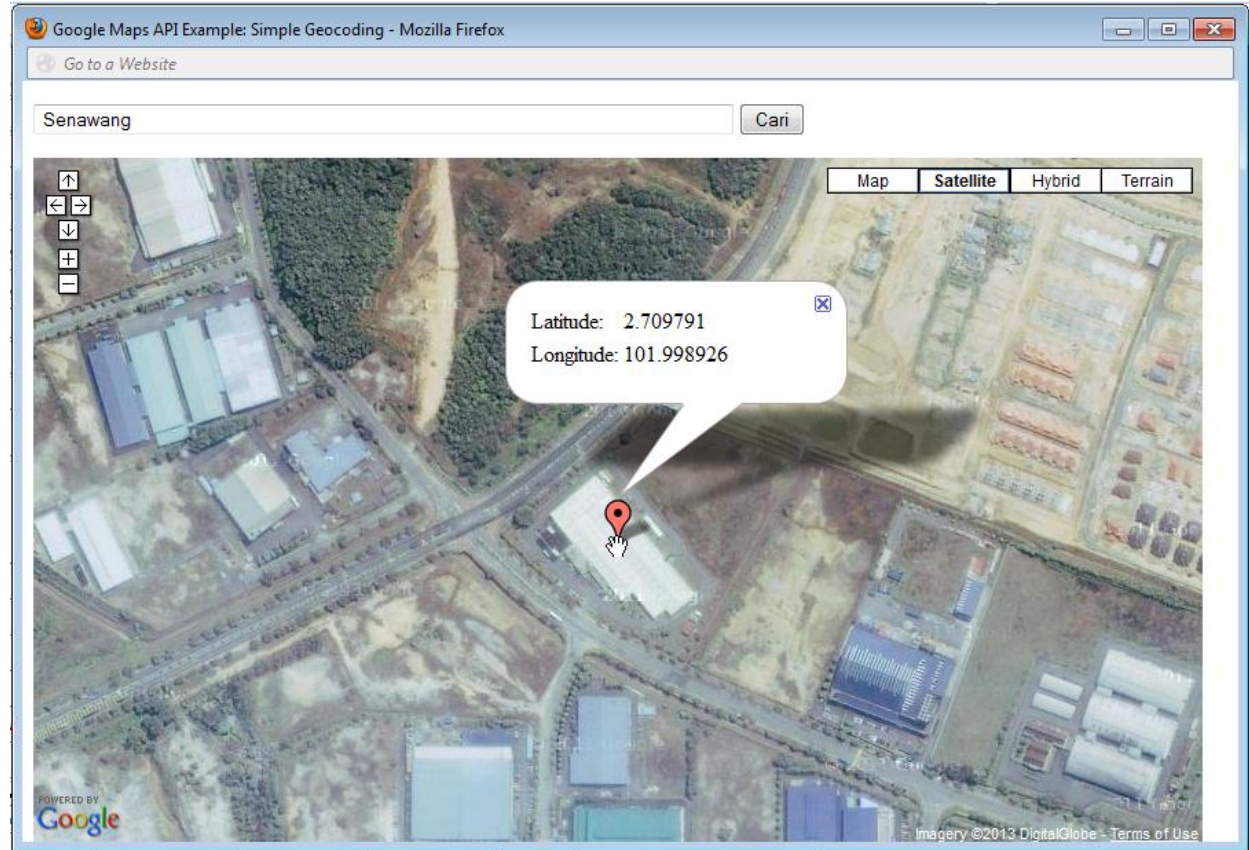 Google Maps API Example: Simple Geocoding - Mozilla Firefox
Go to a Website
Senawang Cari
Map Satellite Hybrid Terrain
Latitude: 2.709791
Longitude: 101.998926
POWERED BY
Google
Imagery ©2013 DigitalGlobe - Terms of Use